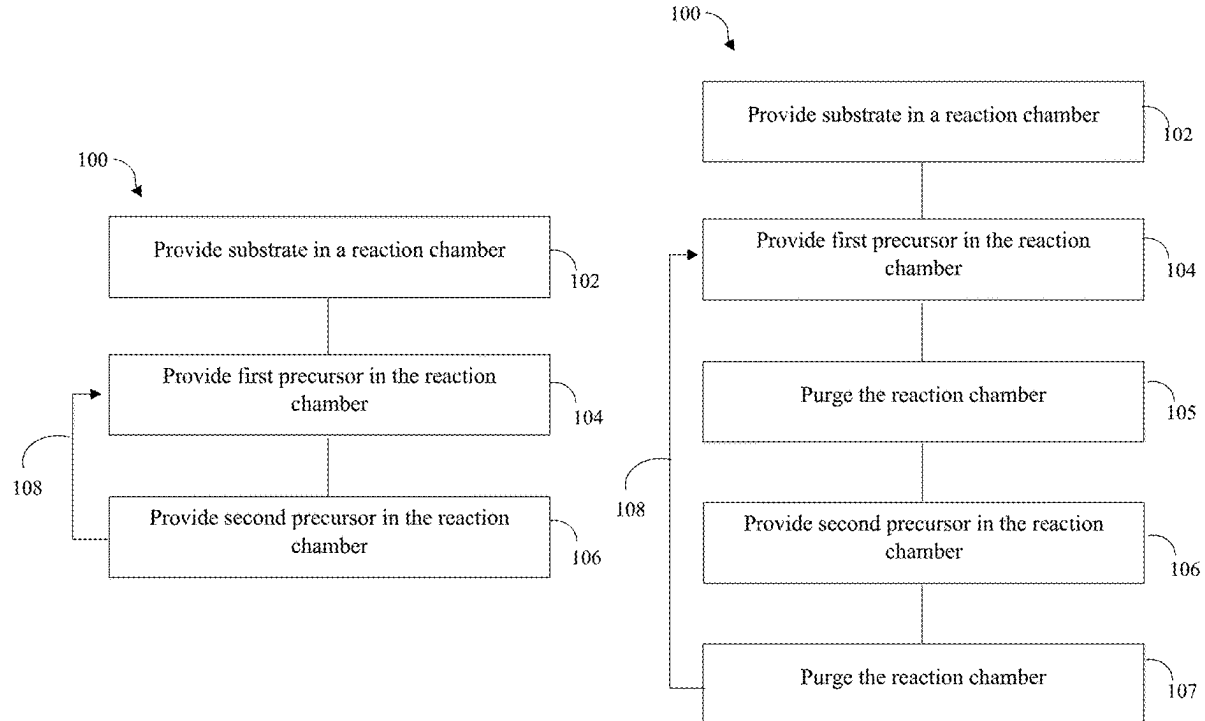 100
Provide substrate in a reaction chamber
102
Provide first precursor in the reaction
chamber
104
108
Provide second precursor in the reaction
chamber
106
100
Provide substrate in a reaction chamber
102
Provide first precursor in the reaction
chamber
104
Purge the reaction chamber
105
108
Provide second precursor in the reaction
chamber
106
Purge the reaction chamber
107